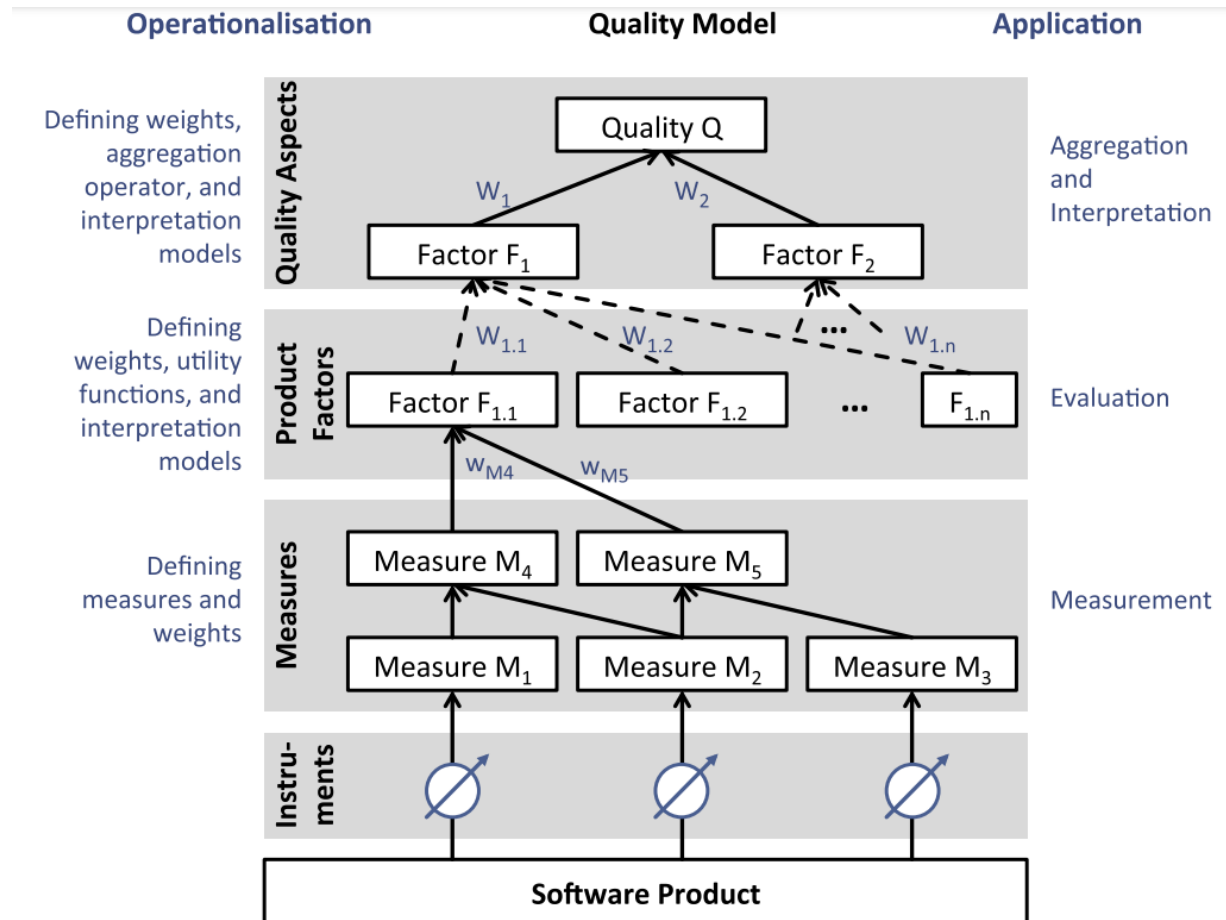 Operationalisation
Quality Model
Application
Defining weights,
aggregation
operator, and
interpretation
models
Quality Aspects
Quality Q
W1
W2
Factor F1
Factor F2
Aggregation
and
Interpretation
Defining
weights, utility
functions, and
interpretation
models
Product
Factors
W1.1
W1.2
...
W1.n
Factor F1.1
Factor F1.2
...
F1.n
Evaluation
wM4
wM5
Defining
measures and
weights
Measures
Measure M4
Measure M5
Measure M1
Measure M2
Measure M3
Measurement
Instru-
ments
Software Product